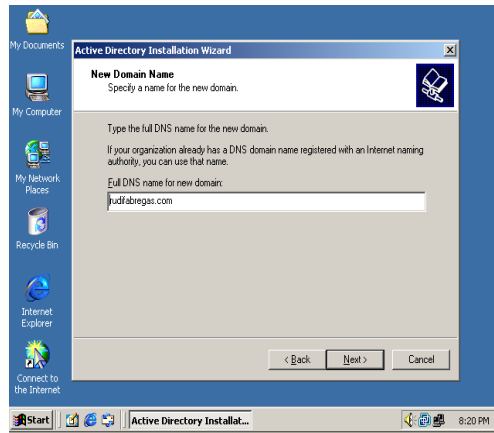 My Documents
My Computer
My Network
Places
Recycle Bin
Internet
Explorer
Connect to
the Internet
Active Directory Installation Wizard
New Domain Name
Specify a name for the new domain.
Type the full DNS name for the new domain.
If your organization already has a DNS domain name registered with an Internet naming
authority, you can use that name.
Full DNS name for new domain:
rudifabregas.com
< Back
Next >
Cancel
Start
Active Directory Installat...
8:20 PM